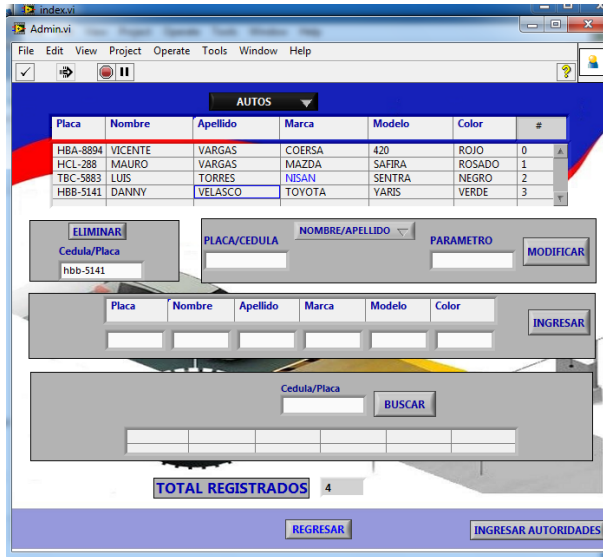 index.vi
Admin.vi
File Edit View Project Operate Tools Window Help
AUTOS
Placa Nombre Apellido Marca Modelo Color #
HBA-8894 VICENTE VARGAS COERSA 420 ROJO 0
HCL-288 MAURO VARGAS MAZDA SAFIRA ROSADO 1
TBC-5883 LUIS TORRES NISAN SENTRA NEGRO 2
HBB-5141 DANNY VELASCO TOYOTA YARIS VERDE 3
ELIMINAR
Cedula/Placa
hbb-5141
PLACA/CEDULA NOMBRE/APELLIDO PARAMETRO
MODIFICAR
Placa Nombre Apellido Marca Modelo Color
INGRESAR
Cedula/Placa
BUSCAR
TOTAL REGISTRADOS 4
REGRESAR INGRESAR AUTORIDADES